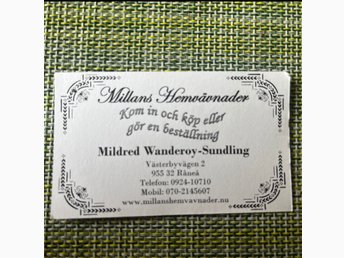 Millans Hemvävnader
Kom in och köp eller
gör en beställning
Mildred Wanderoy-Sundling
Västerbyvägen 2
955 32 Råneå
Telefon: 0924-10710
Mobil: 070-2145607
www.millanshemvavnader.nu